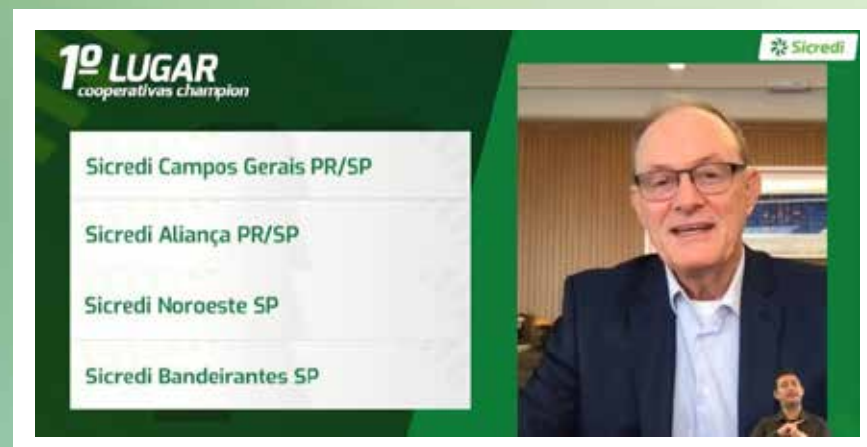 1º LUGAR
cooperativas champion
Sicredi
Sicredi Campos Gerais PR/SP
Sicredi Aliança PR/SP
Sicredi Noroeste SP
Sicredi Bandeirantes SP